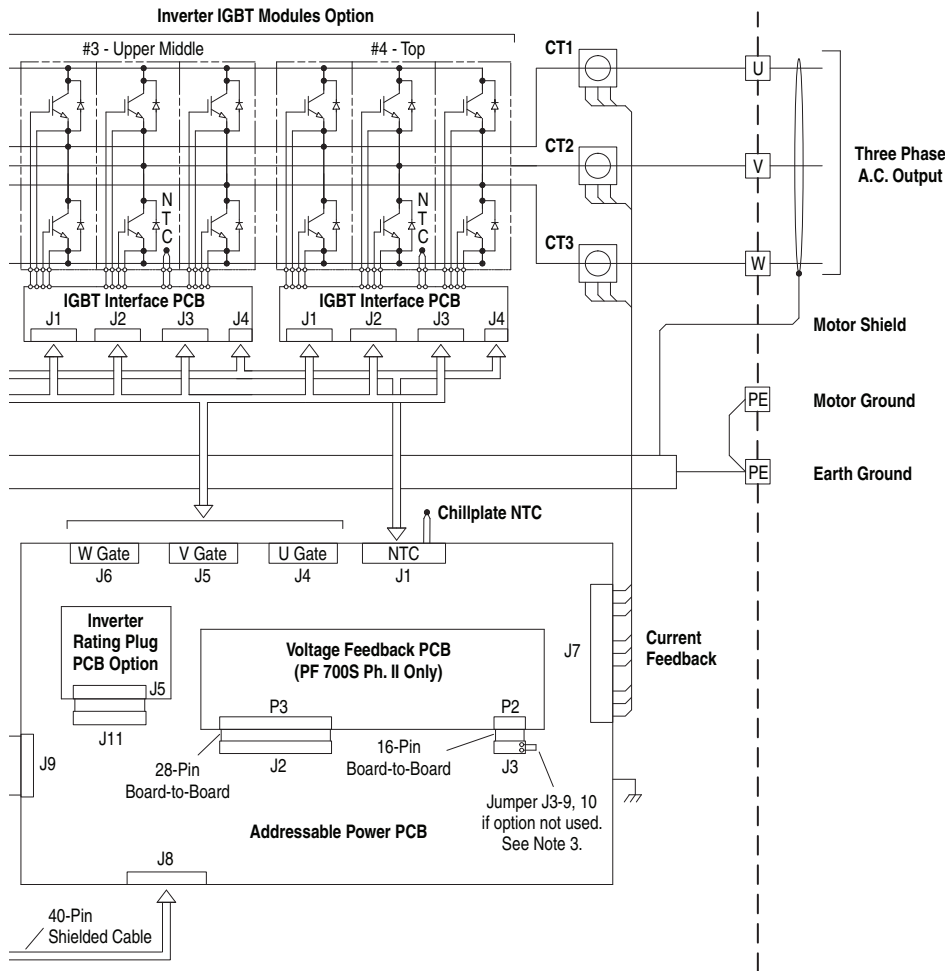 Inverter IGBT Modules Option
#3 - Upper Middle
#4 - Top
CT1
U
CT2
V
Three Phase
A.C. Output
N
T
C
N
T
C
CT3
W
IGBT Interface PCB
J1
J2
J3
J4
IGBT Interface PCB
J1
J2
J3
J4
Motor Shield
PE
Motor Ground
PE
Earth Ground
Chillplate NTC
W Gate
V Gate
U Gate
NTC
J6
J5
J4
J1
Inverter
Rating Plug
PCB Option
J5
J11
Voltage Feedback PCB
(PF 700S Ph. II Only)
J7
Current
Feedback
P3
P2
J9
28-Pin
Board-to-Board
J2
16-Pin
Board-to-Board
J3
Jumper J3-9, 10
if option not used.
See Note 3.
Addressable Power PCB
J8
40-Pin
Shielded Cable